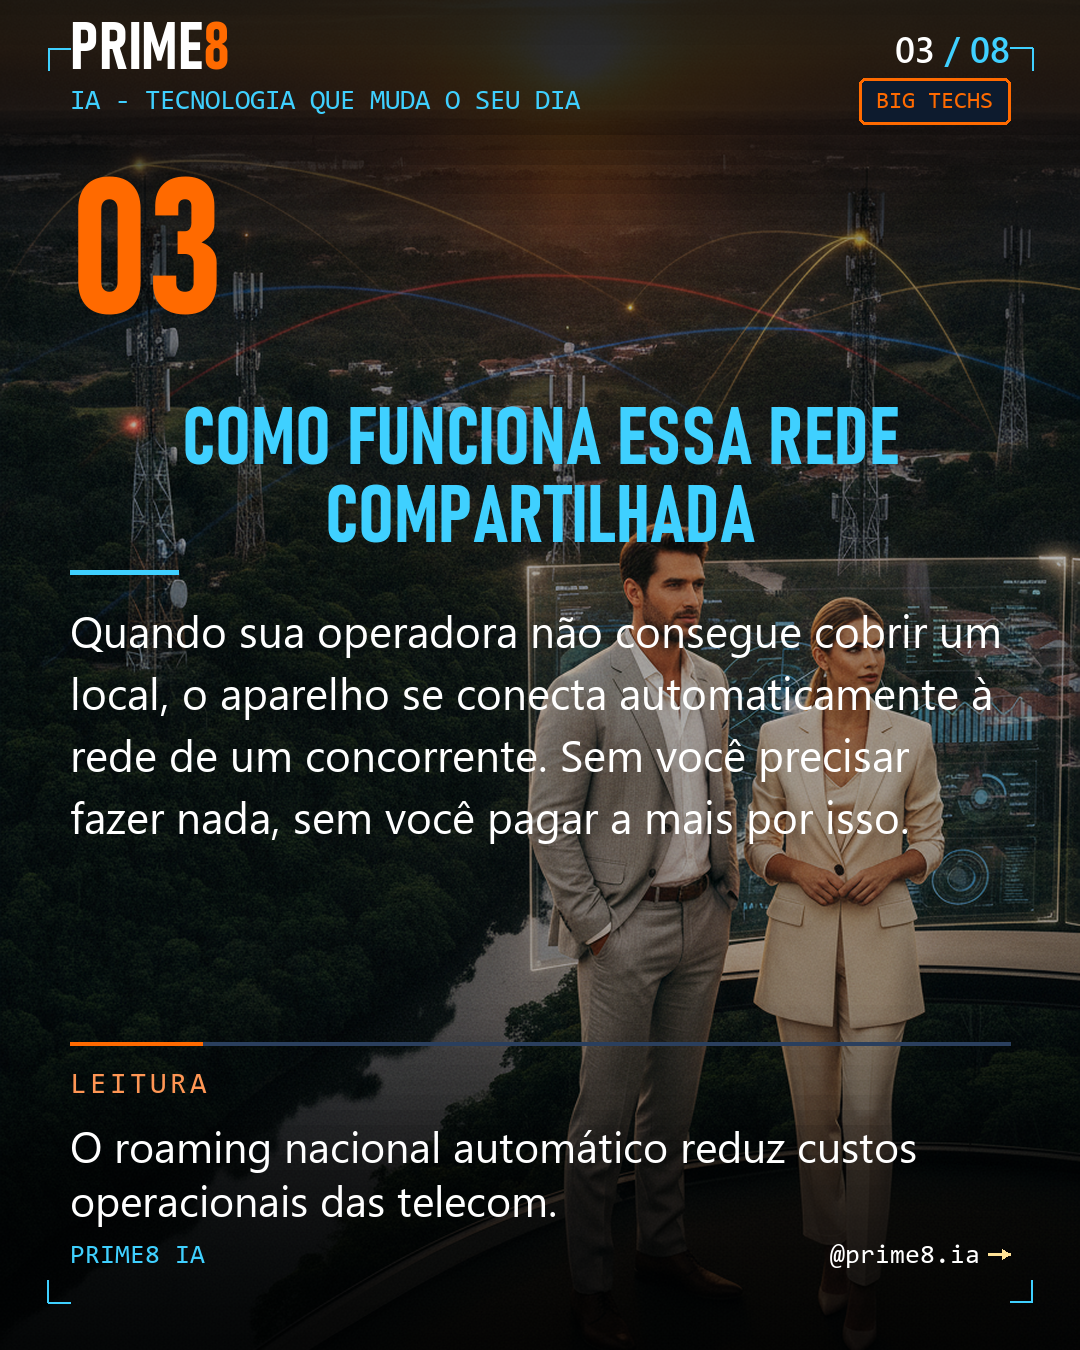 PRIME8
03 / 08
IA - TECNOLOGIA QUE MUDA O SEU DIA
BIG TECHS
03
COMO FUNCIONA ESSA REDE
COMPARTILHADA
Quando sua operadora não consegue cobrir um
local, o aparelho se conecta automaticamente à
rede de um concorrente. Sem você precisar
fazer nada, sem você pagar a mais por isso.
LEITURA
O roaming nacional automático reduz custos
operacionais das telecom.
PRIME8 IA
@prime8.ia